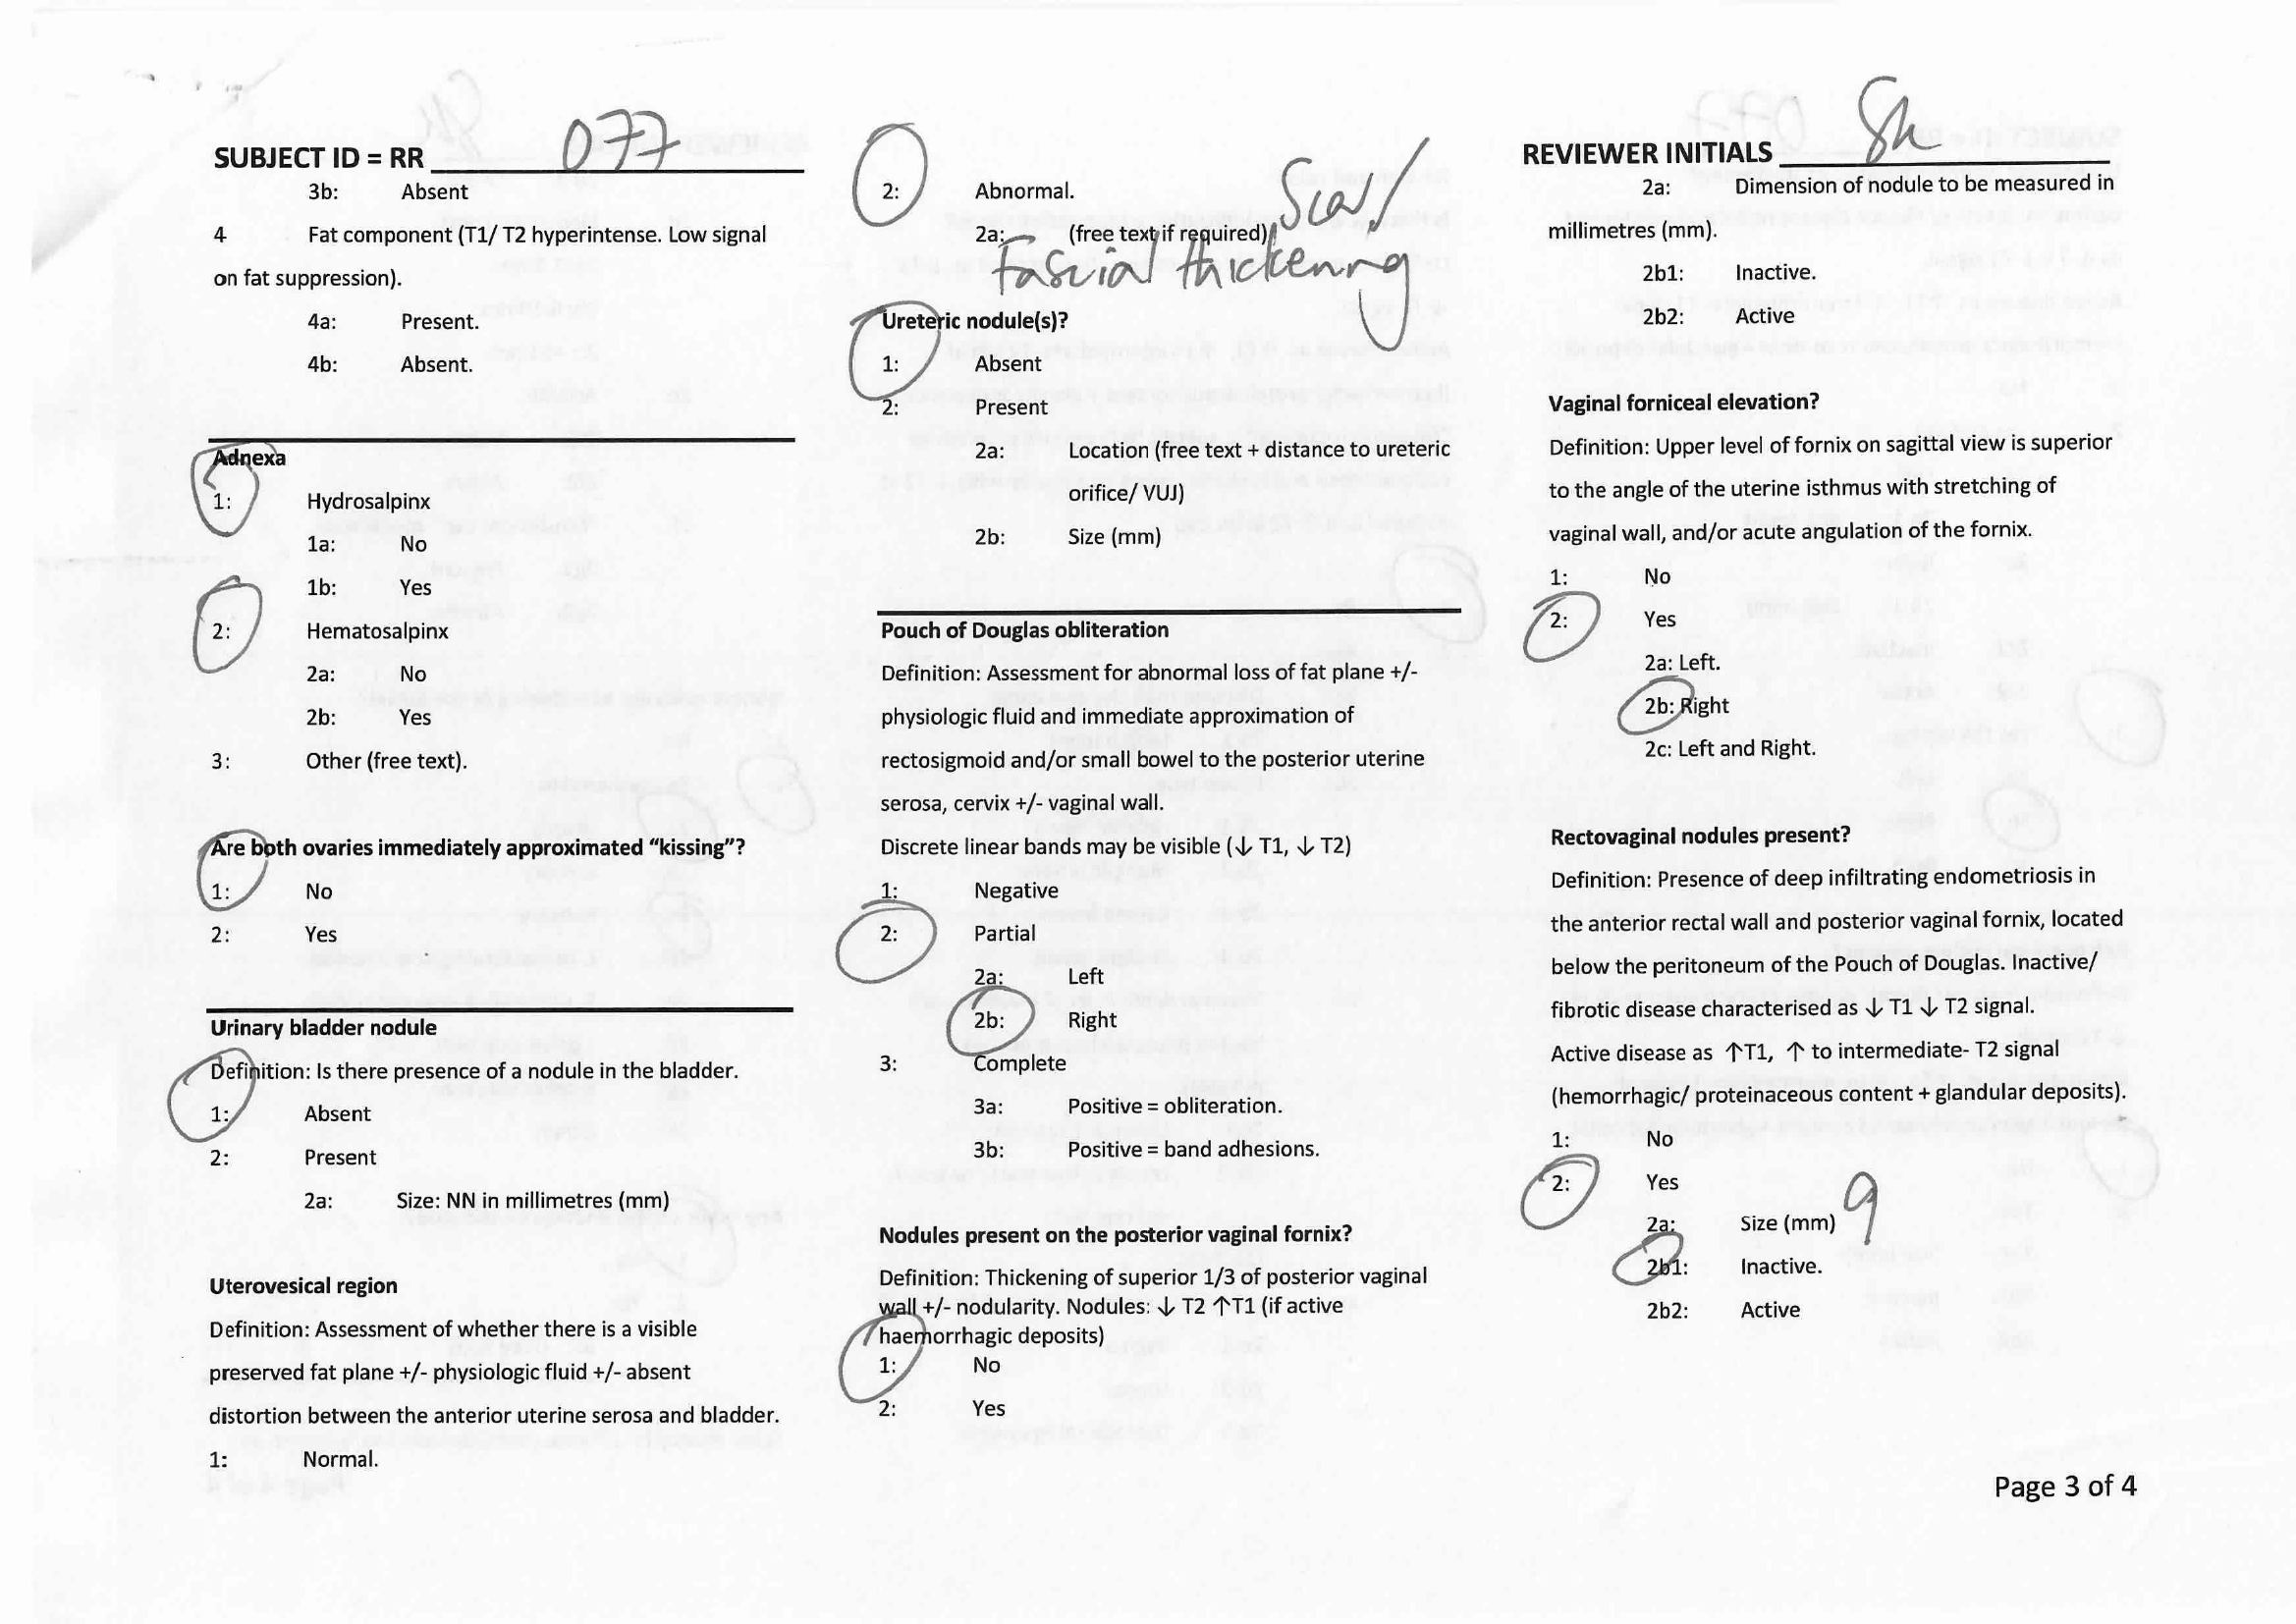 SUBJECT ID = RR 077
3b: Absent
4 Fat component (T1/ T2 hyperintense. Low signal
on fat suppression).
4a: Present.
4b: Absent.
Adnexa
1: Hydrosalpinx
1a: No
1b: Yes
2: Hematosalpinx
2a: No
2b: Yes
3: Other (free text).
Are both ovaries immediately approximated “kissing”?
1: No
2: Yes
Urinary bladder nodule
Definition: Is there presence of a nodule in the bladder.
1: Absent
2: Present
2a: Size: NN in millimetres (mm)
Uterovesical region
Definition: Assessment of whether there is a visible
preserved fat plane +/- physiologic fluid +/- absent
distortion between the anterior uterine serosa and bladder.
1: Normal.
2: Abnormal.
2a: (free text if required) Scar/
Fascial thickening
Ureteric nodule(s)?
1: Absent
2: Present
2a: Location (free text + distance to ureteric
orifice/ VUJ)
2b: Size (mm)
Pouch of Douglas obliteration
Definition: Assessment for abnormal loss of fat plane +/-
physiologic fluid and immediate approximation of
rectosigmoid and/or small bowel to the posterior uterine
serosa, cervix +/- vaginal wall.
Discrete linear bands may be visible (↓ T1, ↓ T2)
1: Negative
2: Partial
2a: Left
2b: Right
3: Complete
3a: Positive = obliteration.
3b: Positive = band adhesions.
Nodules present on the posterior vaginal fornix?
Definition: Thickening of superior 1/3 of posterior vaginal
wall +/- nodularity. Nodules: ↓ T2 ↑T1 (if active
haemorrhagic deposits)
1: No
2: Yes
REVIEWER INITIALS
2a: Dimension of nodule to be measured in
millimetres (mm).
2b1: Inactive.
2b2: Active
Vaginal forniceal elevation?
Definition: Upper level of fornix on sagittal view is superior
to the angle of the uterine isthmus with stretching of
vaginal wall, and/or acute angulation of the fornix.
1: No
2: Yes
2a: Left.
2b: Right
2c: Left and Right.
Rectovaginal nodules present?
Definition: Presence of deep infiltrating endometriosis in
the anterior rectal wall and posterior vaginal fornix, located
below the peritoneum of the Pouch of Douglas. Inactive/
fibrotic disease characterised as ↓ T1 ↓ T2 signal.
Active disease as ↑T1, ↑ to intermediate- T2 signal
(hemorrhagic/ proteinaceous content + glandular deposits).
1: No
2: Yes
2a: Size (mm) 9
2b1: Inactive.
2b2: Active
Page 3 of 4